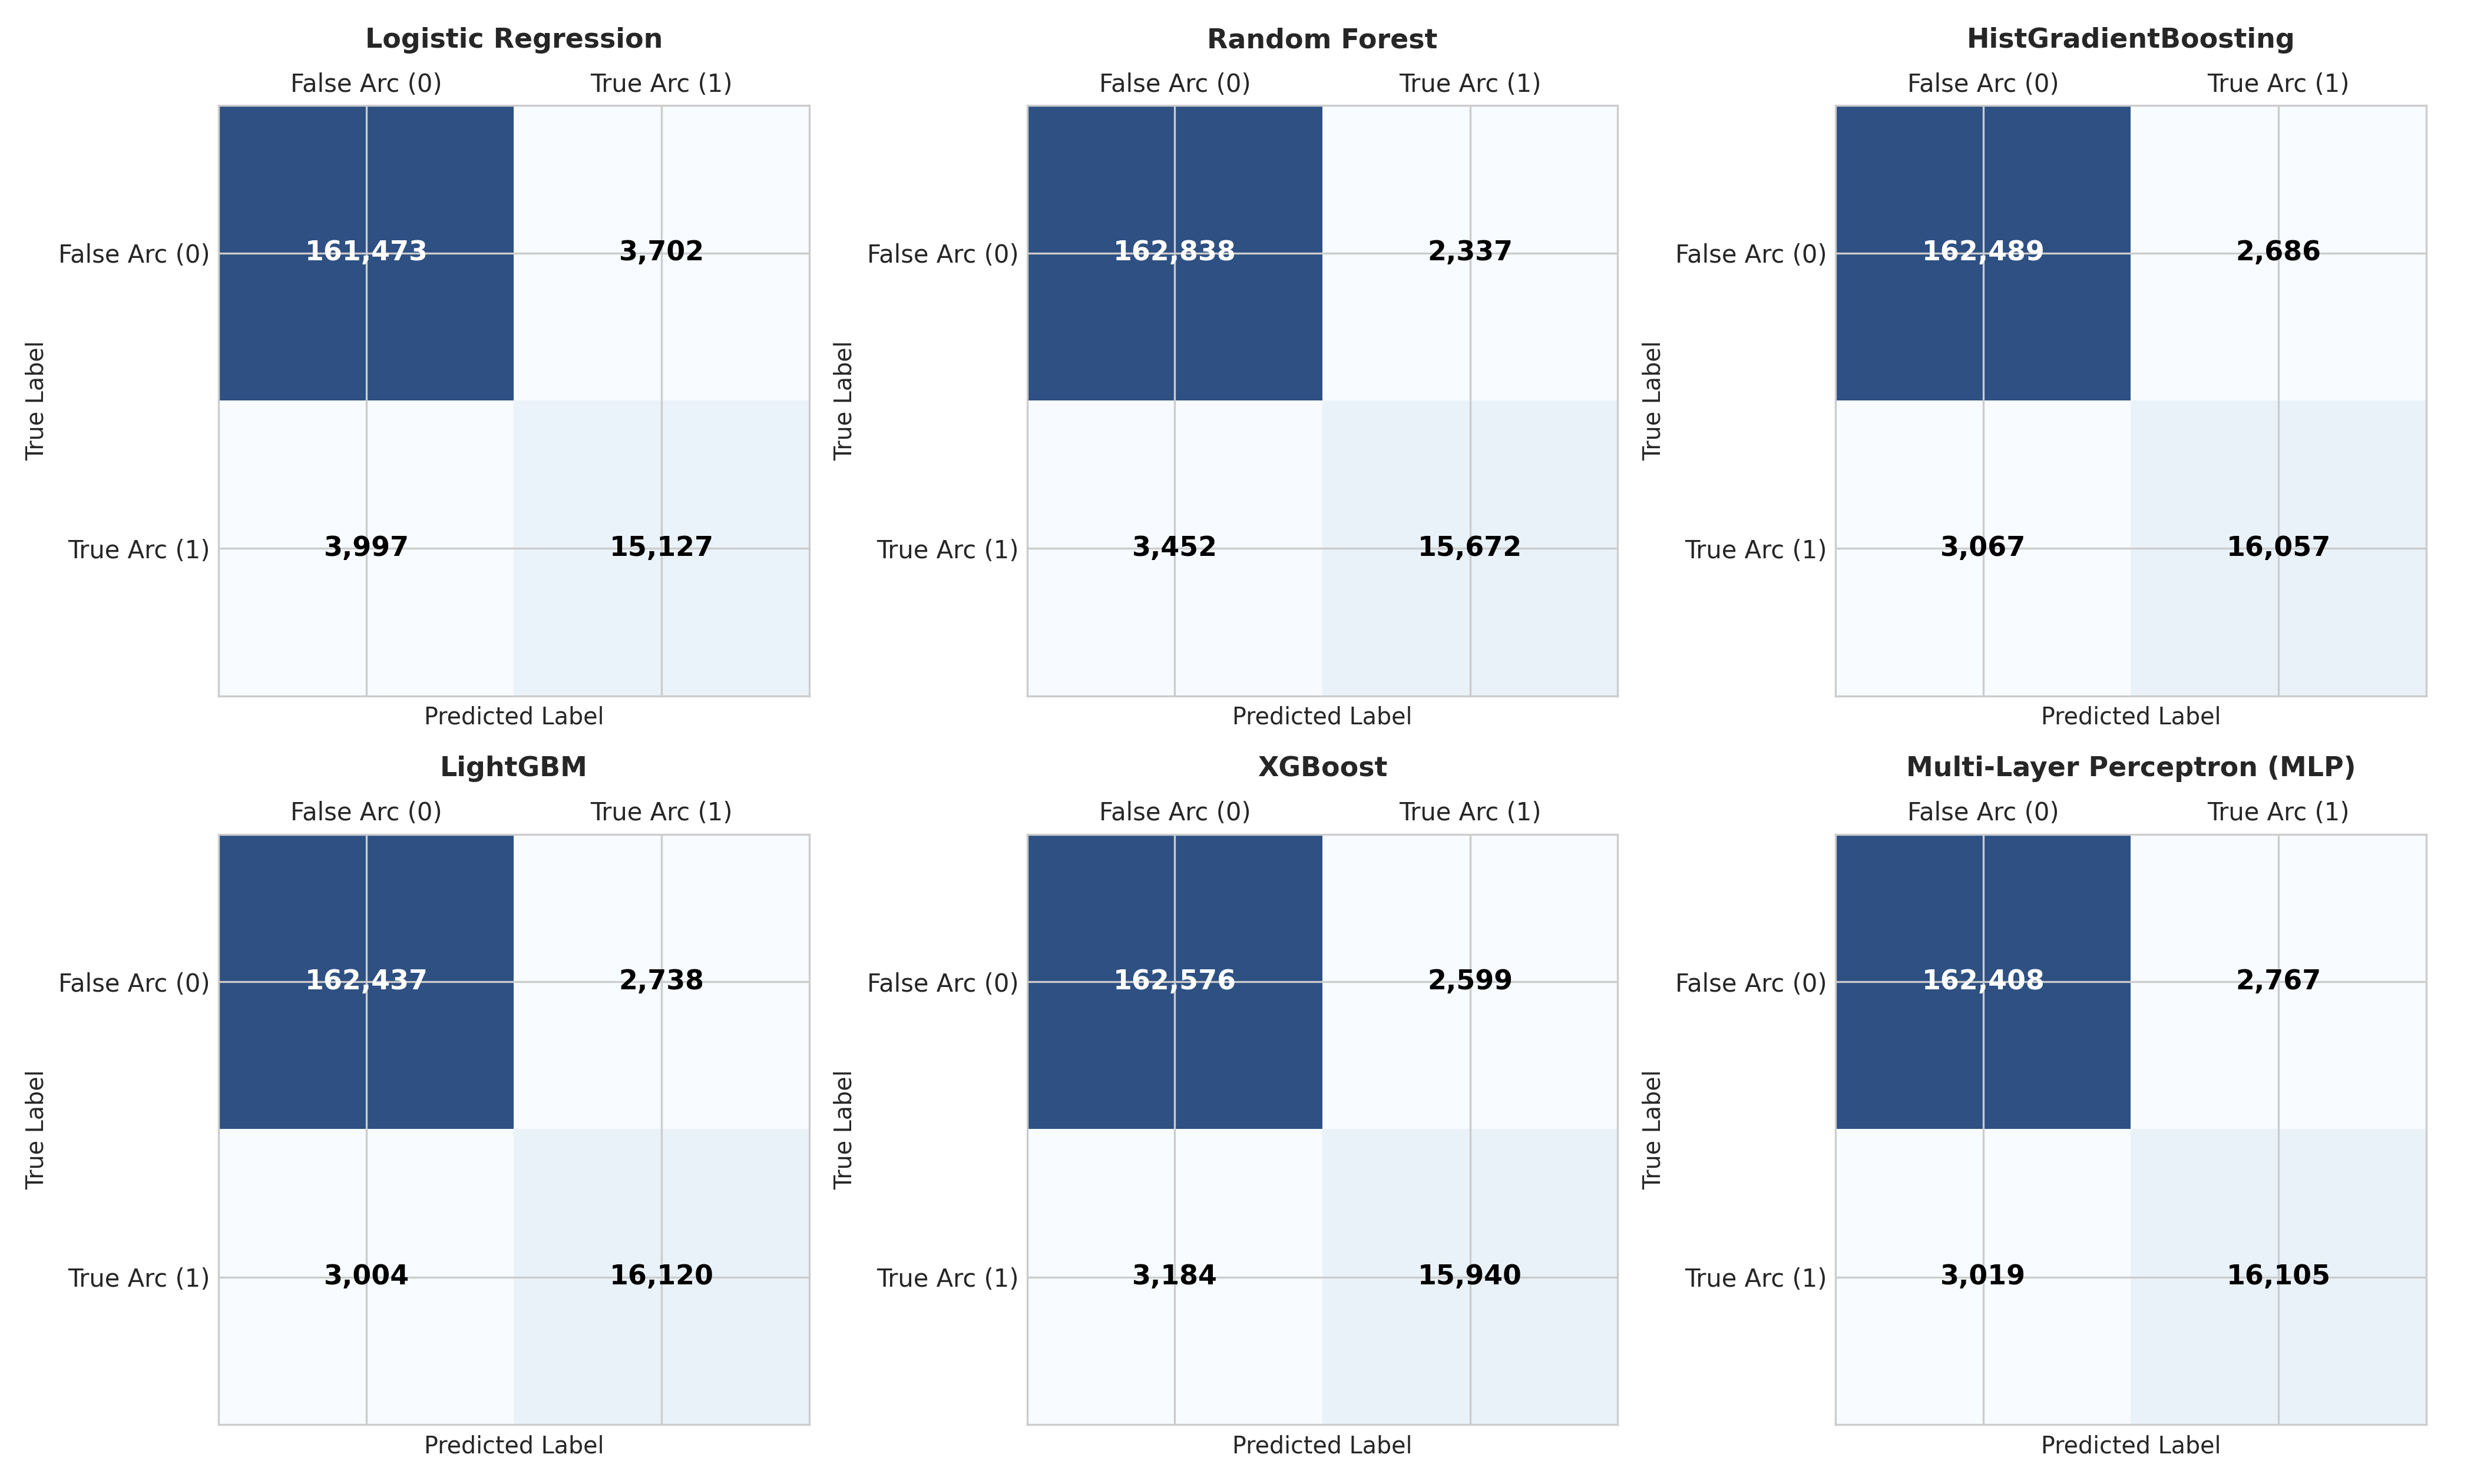 Logistic Regression
False Arc (0) True Arc (1)
False Arc (0) 161,473 3,702
True Label
True Arc (1) 3,997 15,127
Predicted Label
Random Forest
False Arc (0) True Arc (1)
False Arc (0) 162,838 2,337
True Label
True Arc (1) 3,452 15,672
Predicted Label
HistGradientBoosting
False Arc (0) True Arc (1)
False Arc (0) 162,489 2,686
True Label
True Arc (1) 3,067 16,057
Predicted Label
LightGBM
False Arc (0) True Arc (1)
False Arc (0) 162,437 2,738
True Label
True Arc (1) 3,004 16,120
Predicted Label
XGBoost
False Arc (0) True Arc (1)
False Arc (0) 162,576 2,599
True Label
True Arc (1) 3,184 15,940
Predicted Label
Multi-Layer Perceptron (MLP)
False Arc (0) True Arc (1)
False Arc (0) 162,408 2,767
True Label
True Arc (1) 3,019 16,105
Predicted Label